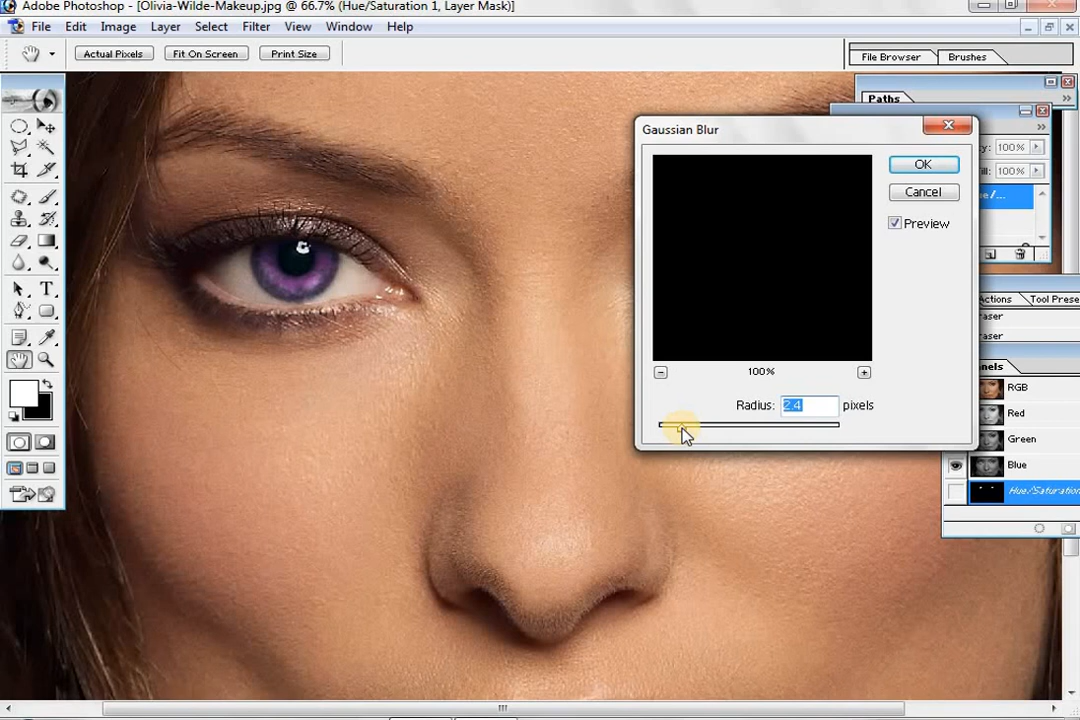 Adobe Photoshop - [Olivia-Wilde-Makeup.jpg @ 66.7% (Hue/Saturation 1, Layer Mask)]
File Edit Image Layer Select Filter View Window Help
Actual Pixels Fit On Screen Print Size
File Browser Brushes
Paths
100%
100%
Gaussian Blur
OK
Cancel
Preview
100%
Radius: 2.4 pixels
T
Actions Tool Prese
raser
raser
nels
RGB
Red
Green
Blue
Hue/Saturation